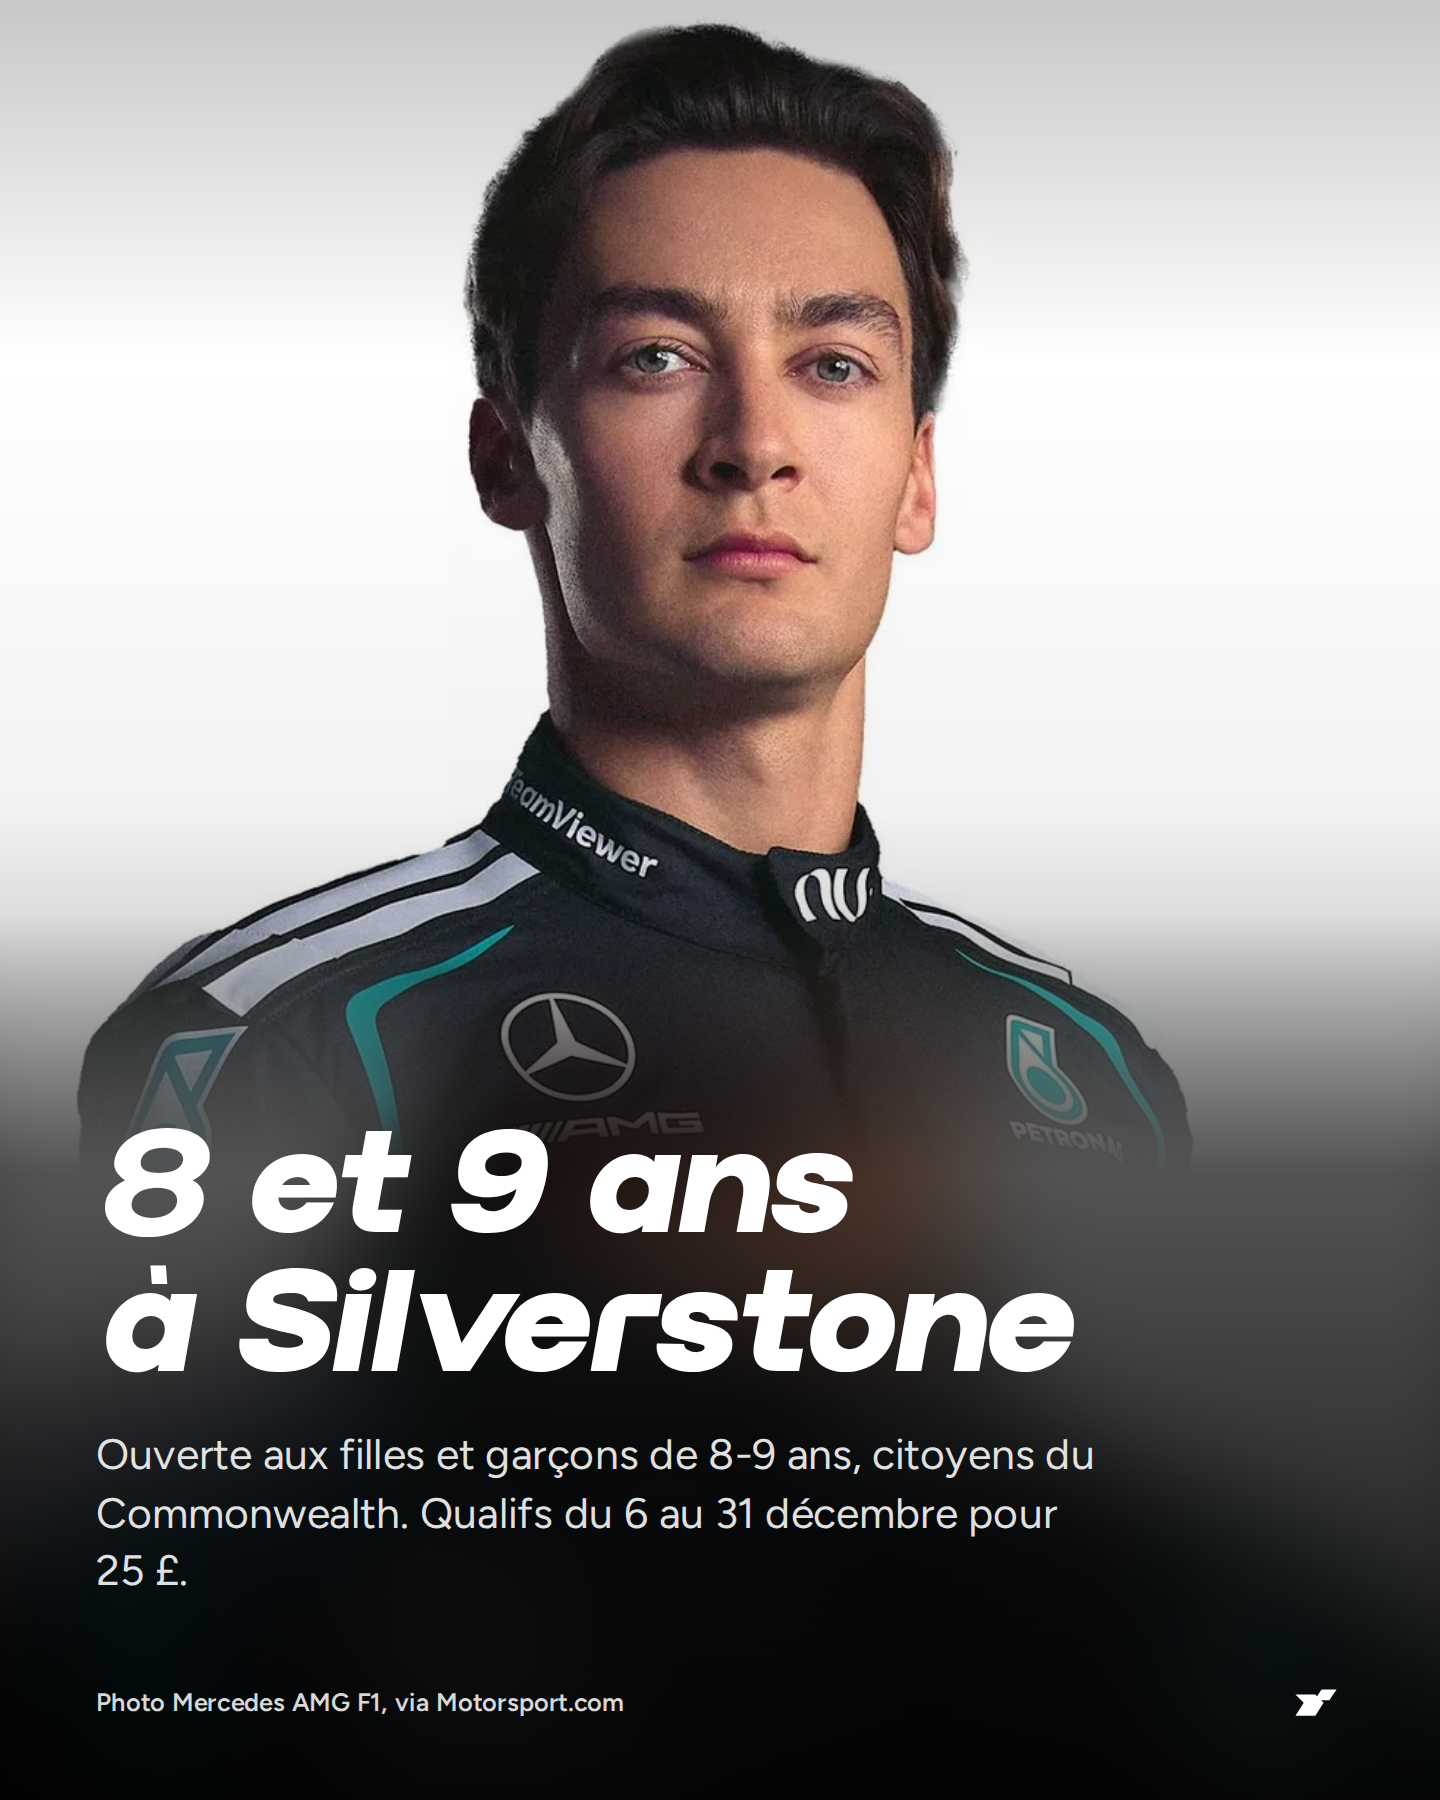 TeamViewer
nu
AMG
PETRONAS
8 et 9 ans
à Silverstone
Ouverte aux filles et garçons de 8-9 ans, citoyens du
Commonwealth. Qualifs du 6 au 31 décembre pour
25 £.
Photo Mercedes AMG F1, via Motorsport.com